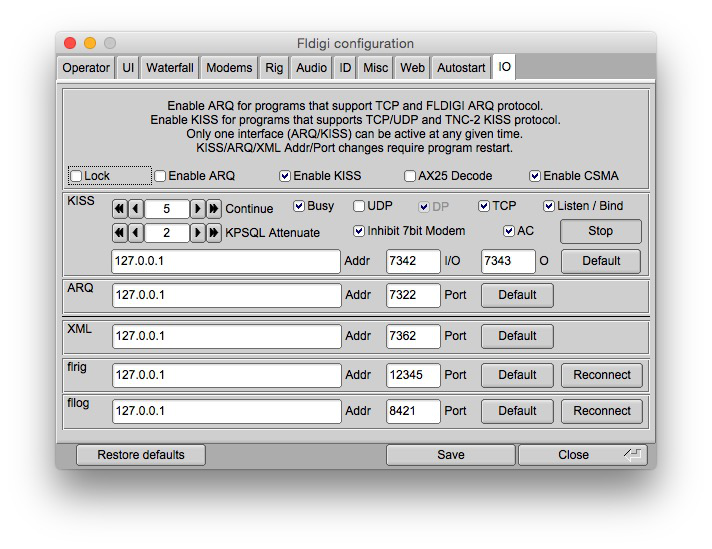 Fldigi configuration
Operator UI Waterfall Modems Rig Audio ID Misc Web Autostart IO
Enable ARQ for programs that support TCP and FLDIGI ARQ protocol.
Enable KISS for programs that supports TCP/UDP and TNC-2 KISS protocol.
Only one interface (ARQ/KISS) can be active at any given time.
KISS/ARQ/XML Addr/Port changes require program restart.
Lock Enable ARQ Enable KISS AX25 Decode Enable CSMA
KISS 5 Continue Busy UDP DP TCP Listen / Bind
2 KPSQL Attenuate Inhibit 7bit Modem AC Stop
127.0.0.1 Addr 7342 I/O 7343 O Default
ARQ 127.0.0.1 Addr 7322 Port Default
XML 127.0.0.1 Addr 7362 Port Default
flrig 127.0.0.1 Addr 12345 Port Default Reconnect
fllog 127.0.0.1 Addr 8421 Port Default Reconnect
Restore defaults Save Close